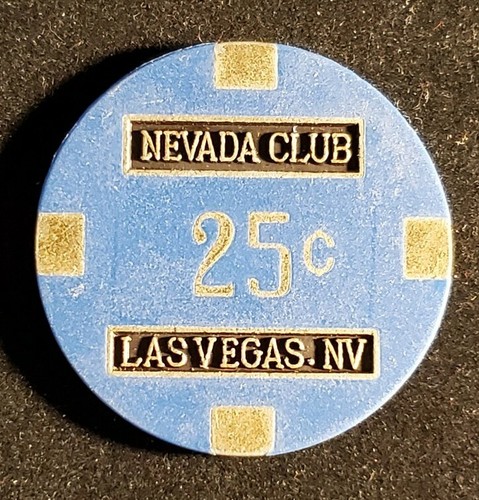 NEVADA CLUB
25¢
LAS VEGAS. NV